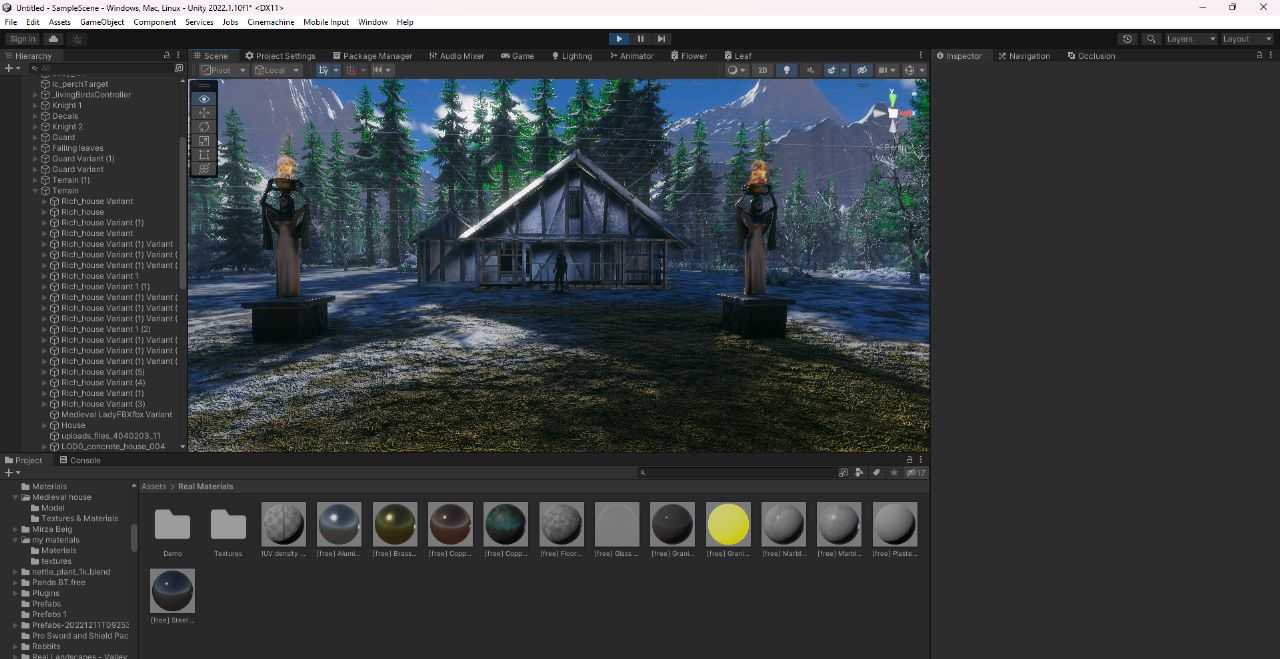 Untitled - SampleScene - Windows, Mac, Linux - Unity 2022.1.10f1* <DX11>
File Edit Assets GameObject Component Services Jobs Cinemachine Mobile Input Window Help
Sign in
Layers Layout
Hierarchy
Scene Project Settings Package Manager Audio Mixer Game Lighting Animator Flower Leaf
Inspector Navigation Occlusion
All
Pivot Local 2D
lc_perchTarget
_livingBirdsController
Knight 1
Decals
Knight 2
Guard
Falling leaves
Guard Variant (1)
Guard Variant
Terrain (1)
Terrain
Rich_house Variant
Rich_house
Rich_house Variant (1)
Rich_house Variant
Rich_house Variant (1) Variant
Rich_house Variant (1) Variant (
Rich_house Variant (1) Variant (
Rich_house Variant 1
Rich_house Variant 1 (1)
Rich_house Variant (1) Variant (
Rich_house Variant (1) Variant (
Rich_house Variant (1) Variant (
Rich_house Variant 1 (2)
Rich_house Variant (1) Variant (
Rich_house Variant (1) Variant (
Rich_house Variant (1) Variant (
Rich_house Variant (5)
Rich_house Variant (4)
Rich_house Variant (1)
Rich_house Variant (3)
Medieval LadyFBXfbx Variant
House
uploads_files_4040203_11
LOD0_concrete_house_004
y
x
Persp
Project Console
17
Materials
Medieval house
Model
Textures & Materials
Mirza Beig
my materials
Materials
textures
nettle_plant_1k.blend
Panda.BT.free
Plugins
Prefabs
Prefabs 1
Prefabs-20221211T09253
Pro Sword and Shield Pac
Rabbits
Real Landscapes - Valley
Assets > Real Materials
Demo Textures !UV density ... [free] Alumi... [free] Brass... [free] Copp... [free] Copp... [free] Floor... [free] Glass ... [free] Grani... [free] Grani... [free] Marbl... [free] Marbl... [free] Plaste...
[free] Steel ...